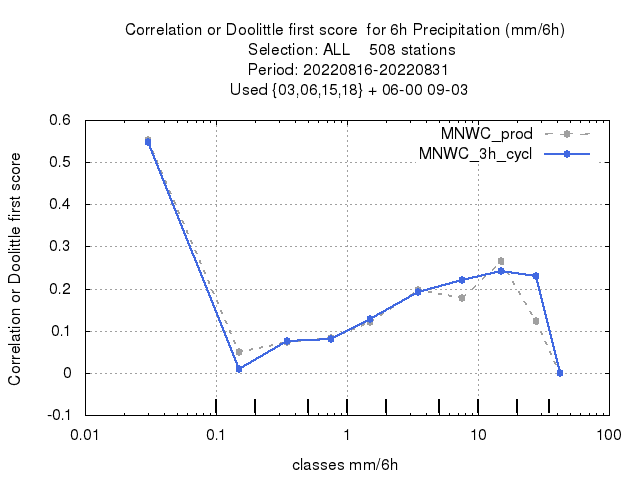 Correlation or Doolittle first score  for 6h Precipitation (mm/6h)
Selection: ALL    508 stations
Period: 20220816-20220831
Used {03,06,15,18} + 06-00 09-03
MNWC_prod
MNWC_3h_cycl
Correlation or Doolittle first score
0.6
0.5
0.4
0.3
0.2
0.1
0
-0.1
0.01
0.1
1
10
100
classes mm/6h